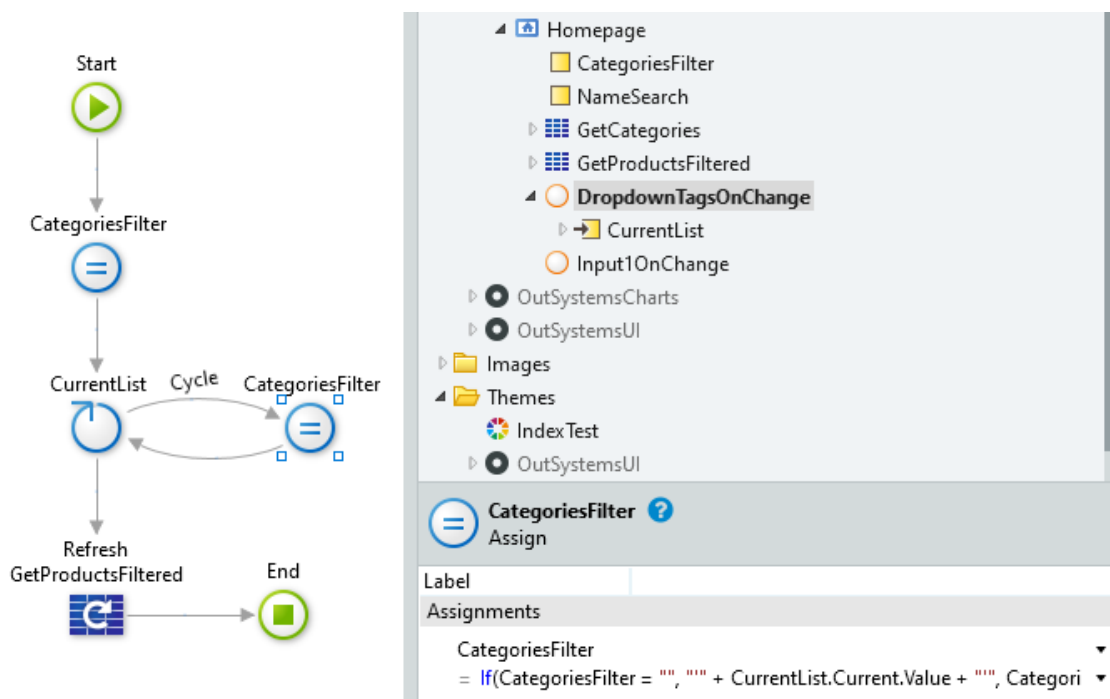 Start
CategoriesFilter
CurrentList
Cycle
CategoriesFilter
Refresh
GetProductsFiltered
End
Homepage
CategoriesFilter
NameSearch
GetCategories
GetProductsFiltered
DropdownTagsOnChange
CurrentList
Input1OnChange
OutSystemsCharts
OutSystemsUI
Images
Themes
IndexTest
OutSystemsUI
CategoriesFilter ?
Assign
Label
Assignments
CategoriesFilter
= If(CategoriesFilter = "", "'" + CurrentList.Current.Value + "'", Categori